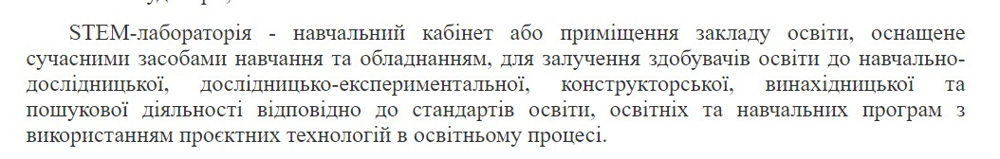 STEM-лабораторія - навчальний кабінет або приміщення закладу освіти, оснащене
сучасними засобами навчання та обладнанням, для залучення здобувачів освіти до навчально-
дослідницької, дослідницько-експериментальної, конструкторської, винахідницької та
пошукової діяльності відповідно до стандартів освіти, освітніх та навчальних програм з
використанням проєктних технологій в освітньому процесі.